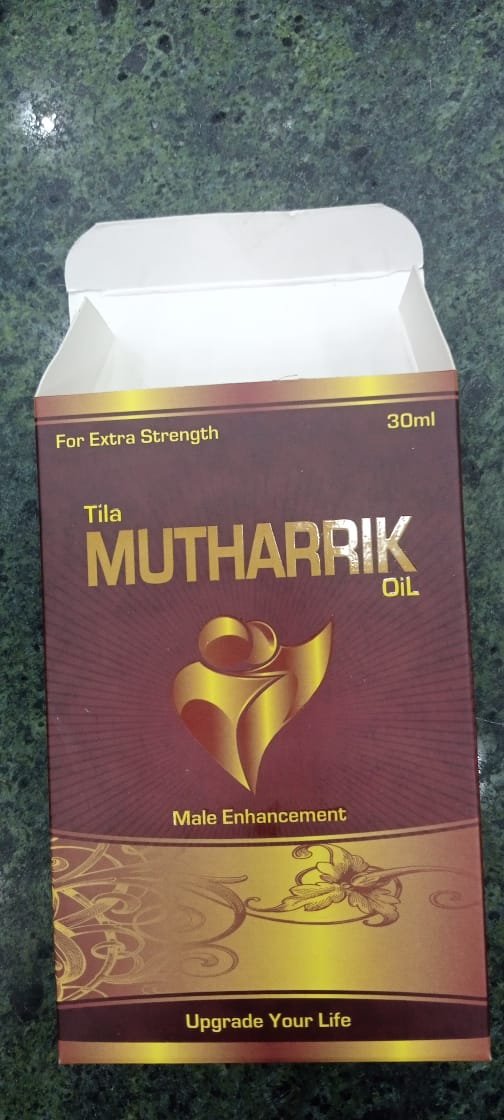 For Extra Strength
30ml
Tila
MUTHARRIK
OiL
Male Enhancement
Upgrade Your Life